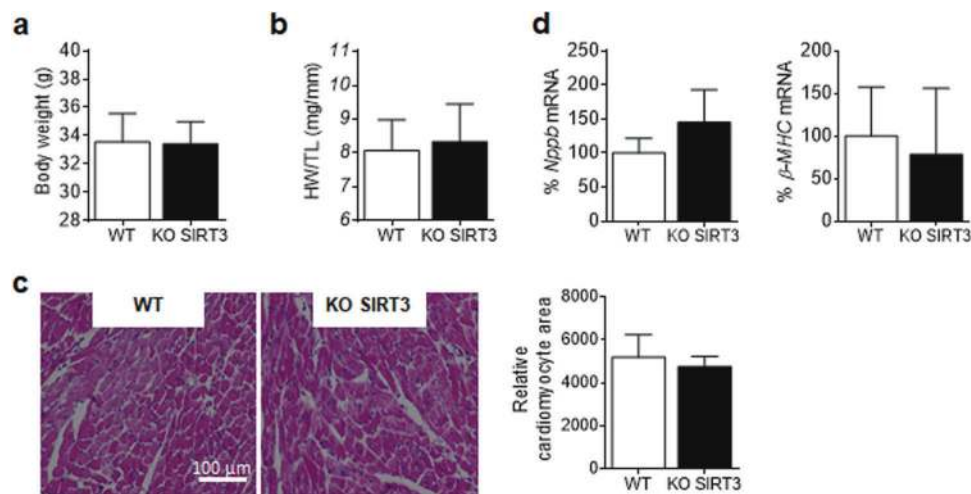 a
Body weight (g)
40
38
36
34
32
30
28
WT
KO SIRT3
b
HW/TL (mg/mm)
11
10
9
8
7
6
WT
KO SIRT3
d
% Nppb mRNA
250
200
150
100
50
0
WT
KO SIRT3
% β-MHC mRNA
200
150
100
50
0
WT
KO SIRT3
c
WT
100 µm
KO SIRT3
Relative
cardiomyocyte area
8000
6000
4000
2000
0
WT
KO SIRT3